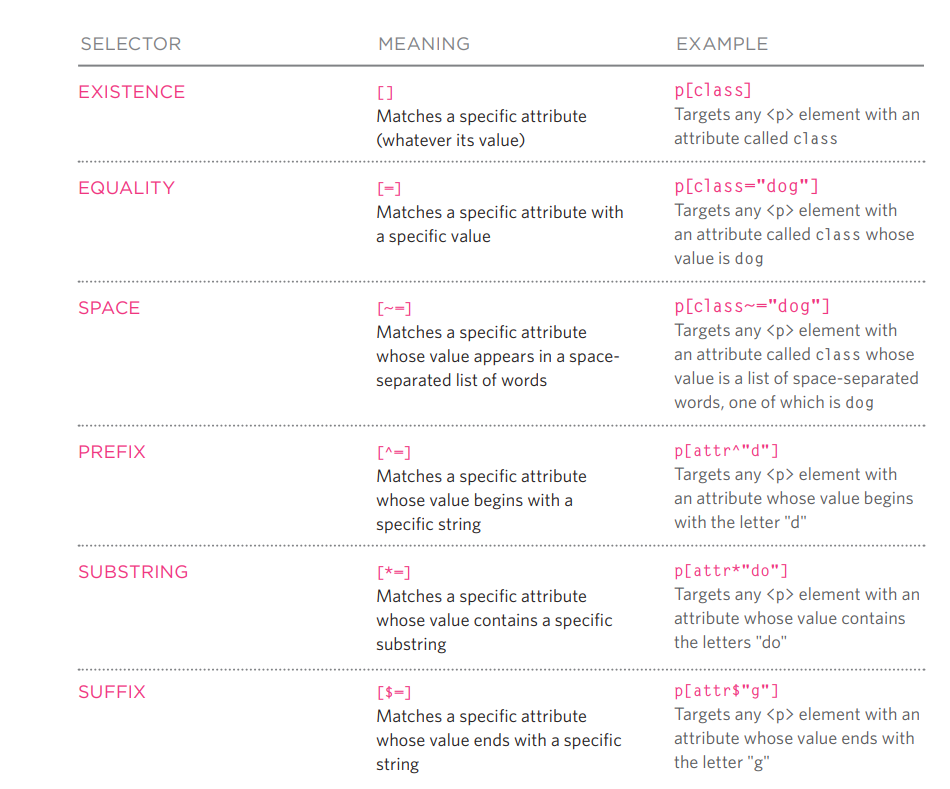 SELECTOR MEANING EXAMPLE
EXISTENCE [] p[class]
Matches a specific attribute Targets any <p> element with an
(whatever its value) attribute called class
EQUALITY [=] p[class="dog"]
Matches a specific attribute with Targets any <p> element with
a specific value an attribute called class whose
value is dog
SPACE [~=] p[class~="dog"]
Matches a specific attribute Targets any <p> element with
whose value appears in a space- an attribute called class whose
separated list of words value is a list of space-separated
words, one of which is dog
PREFIX [^=] p[attr^"d"]
Matches a specific attribute Targets any <p> element with
whose value begins with a an attribute whose value begins
specific string with the letter "d"
SUBSTRING [*=] p[attr*"do"]
Matches a specific attribute Targets any <p> element with an
whose value contains a specific attribute whose value contains
substring the letters "do"
SUFFIX [$=] p[attr$"g"]
Matches a specific attribute Targets any <p> element with an
whose value ends with a specific attribute whose value ends with
string the letter "g"